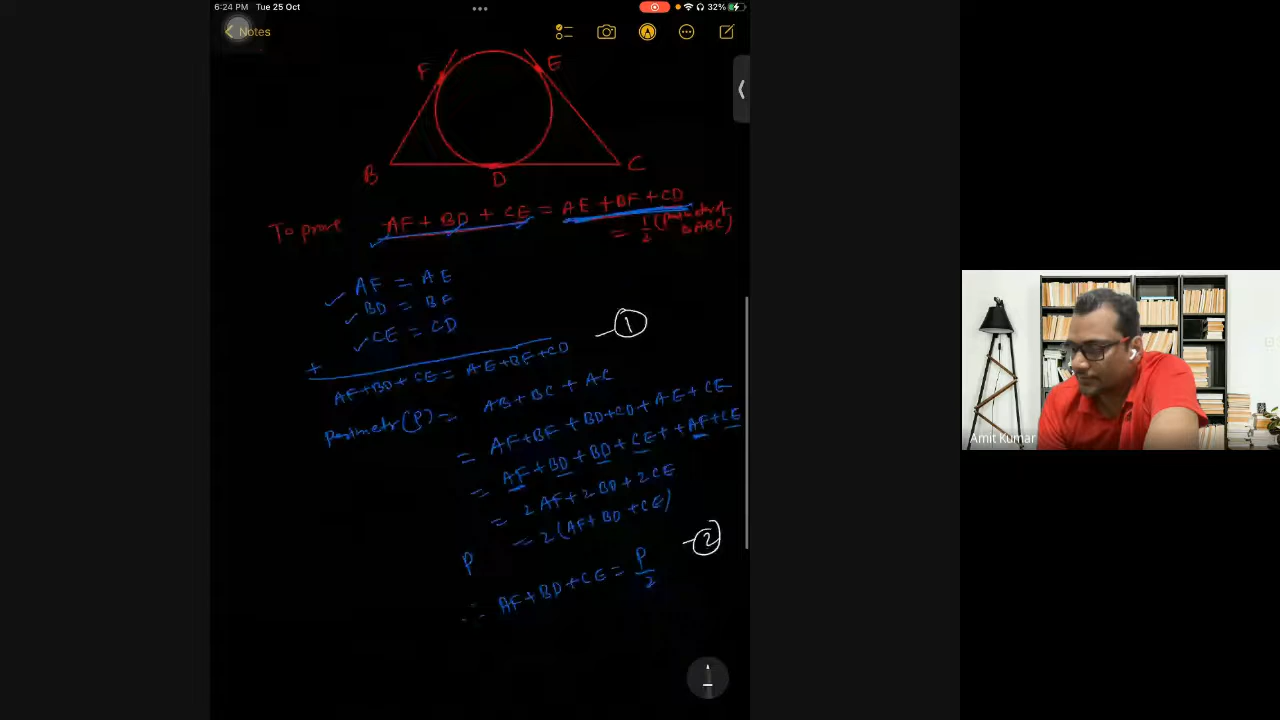 6:24 PM Tue 25 Oct
32%
Notes
F
E
B
D
C
To prove AF + BD + CE = AE + BF + CD
= 1/2 (Perimeter of ΔABC)
AF = AE
BD = BF
CE = CD
+
AF+BD+CE = AE+BF+CD
1
Perimeter(P) = AB+BC+AC
= AF+BF+BD+CD+AE+CE
= AF+BD+BD+CE++AF+CE
= 2AF+2BD+2CE
P = 2(AF+BD+CE)
2
∴ AF+BD+CE = P/2
Amit Kumar